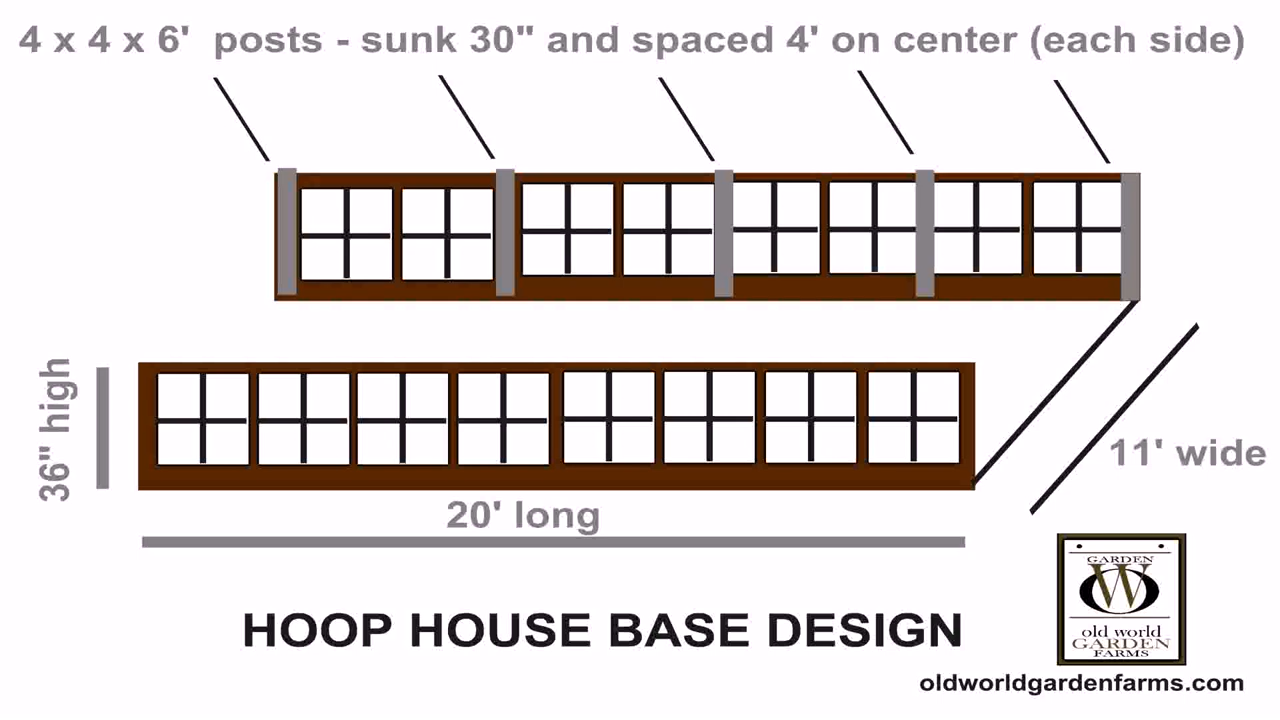 4 x 4 x 6' posts - sunk 30" and spaced 4' on center (each side)
36" high
11' wide
20' long
HOOP HOUSE BASE DESIGN
GARDEN
WO
old world
GARDEN
FARMS
oldworldgardenfarms.com